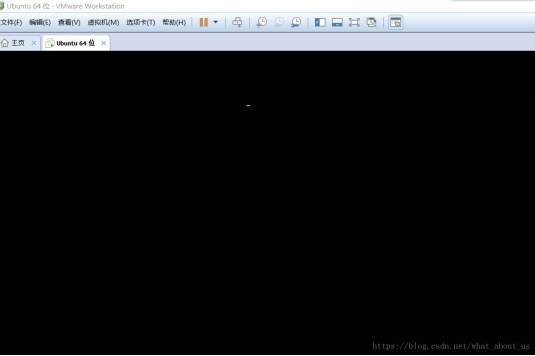 Ubuntu 64 位 - VMware Workstation
文件(F) 编辑(E) 查看(V) 虚拟机(M) 选项卡(T) 帮助(H)
主页 × Ubuntu 64 位 ×
https://blog.csdn.net/what_about_us